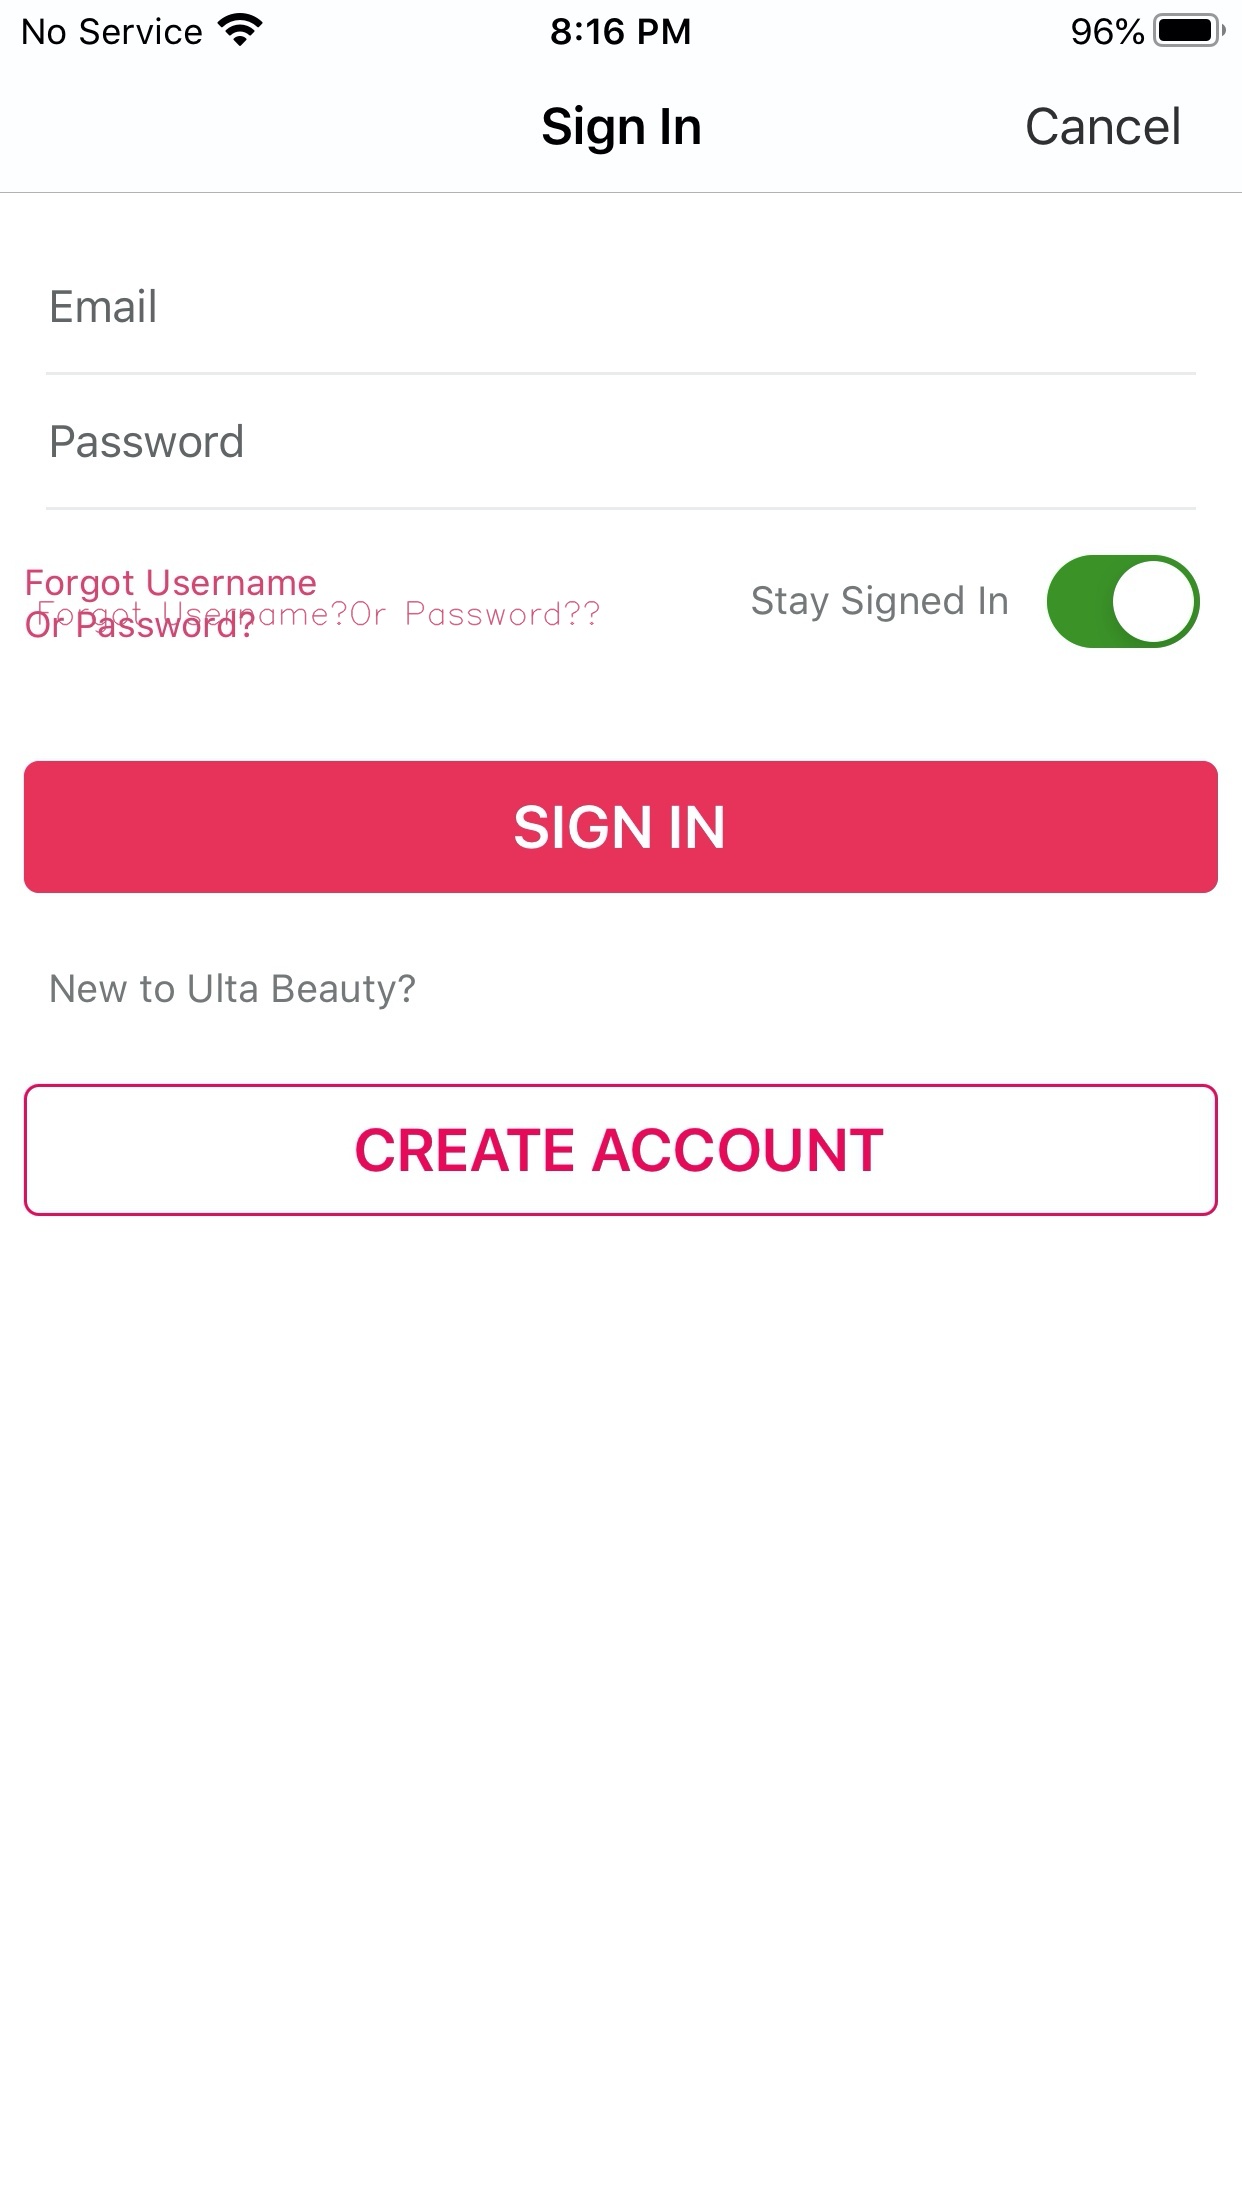 No Service
8:16 PM
96%
Sign In
Cancel
Email
Password
Forgot Username
Or Password?
Forgot Username?Or Password??
Stay Signed In
SIGN IN
New to Ulta Beauty?
CREATE ACCOUNT